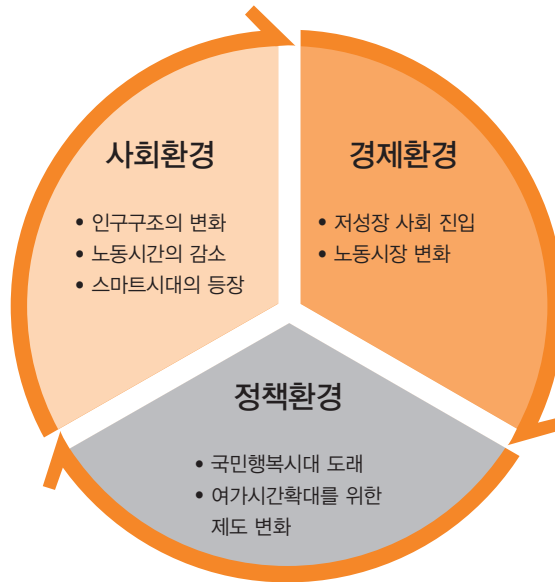 사회환경
• 인구구조의 변화
• 노동시간의 감소
• 스마트시대의 등장
경제환경
• 저성장 사회 진입
• 노동시장 변화
정책환경
• 국민행복시대 도래
• 여가시간확대를 위한
제도 변화